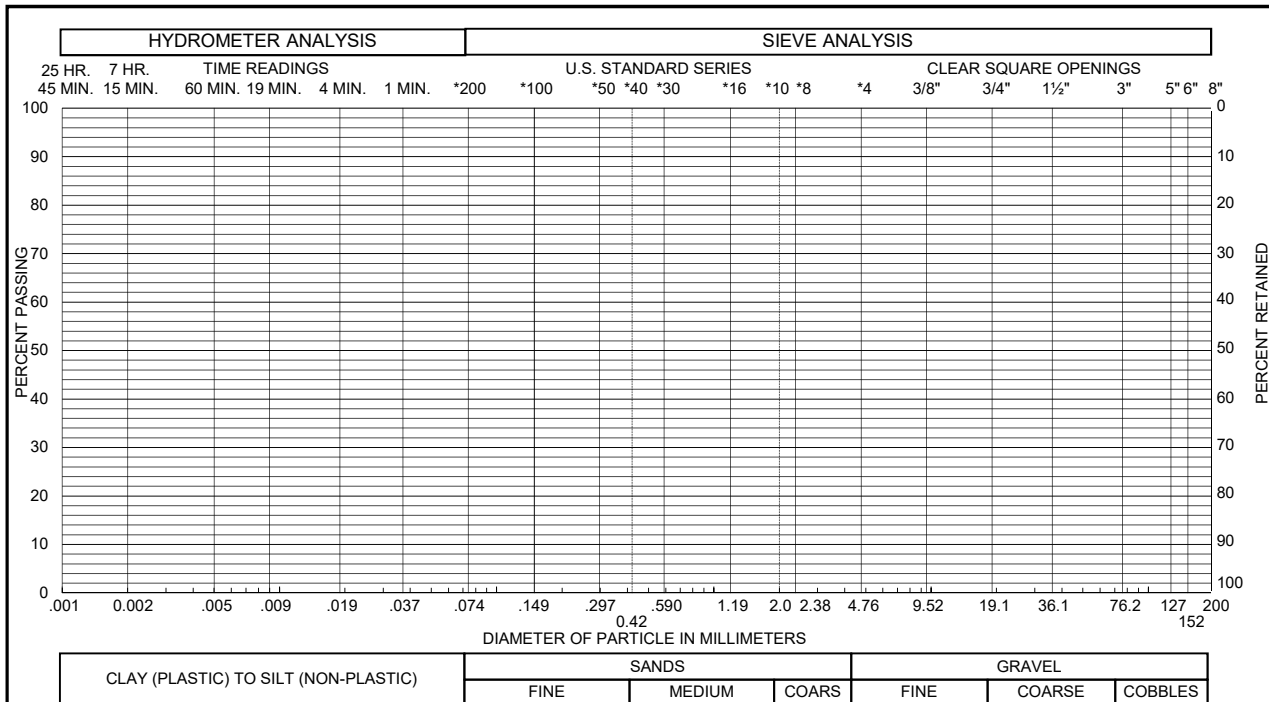 HYDROMETER ANALYSIS SIEVE ANALYSIS
25 HR. 7 HR. TIME READINGS U.S. STANDARD SERIES CLEAR SQUARE OPENINGS
45 MIN. 15 MIN. 60 MIN. 19 MIN. 4 MIN. 1 MIN. *200 *100 *50 *40 *30 *16 *10 *8 *4 3/8" 3/4" 1½" 3" 5" 6" 8"
100 0
90 10
80 20
70 30
60 40
50 50
40 60
30 70
20 80
10 90
0 100
PERCENT PASSING
PERCENT RETAINED
.001 0.002 .005 .009 .019 .037 .074 .149 .297 .590 1.19 2.0 2.38 4.76 9.52 19.1 36.1 76.2 127 200
0.42 152
DIAMETER OF PARTICLE IN MILLIMETERS
CLAY (PLASTIC) TO SILT (NON-PLASTIC) SANDS GRAVEL
FINE MEDIUM COARS FINE COARSE COBBLES